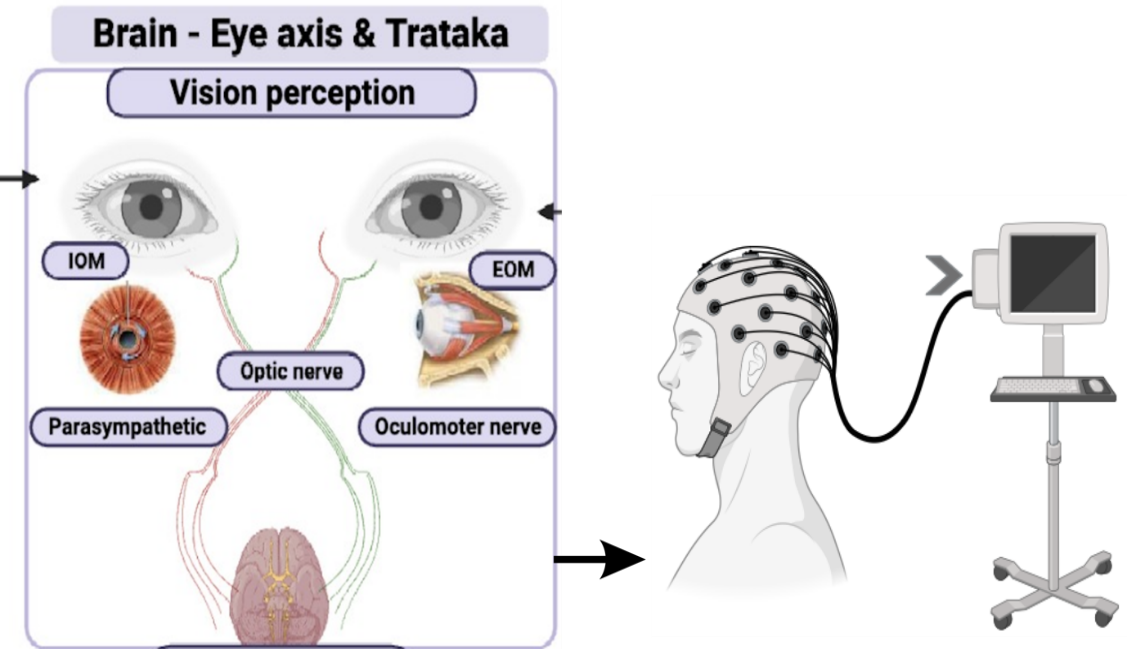 Brain - Eye axis & Trataka
Vision perception
IOM
EOM
Optic nerve
Parasympathetic
Oculomoter nerve